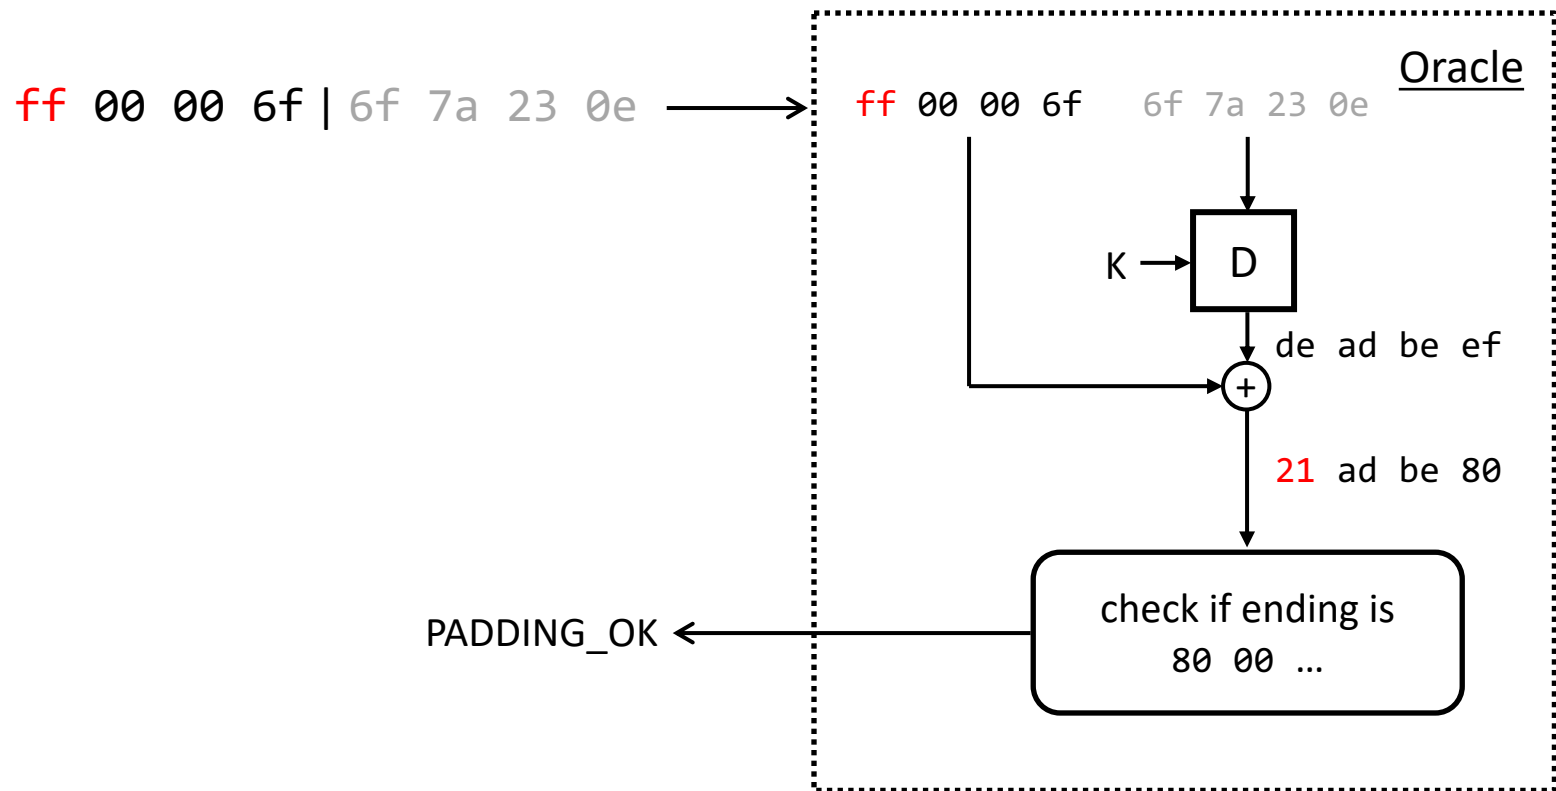 Oracle
ff 00 00 6f | 6f 7a 23 0e
ff 00 00 6f 6f 7a 23 0e
K
D
de ad be ef
+
21 ad be 80
check if ending is
80 00 …
PADDING_OK